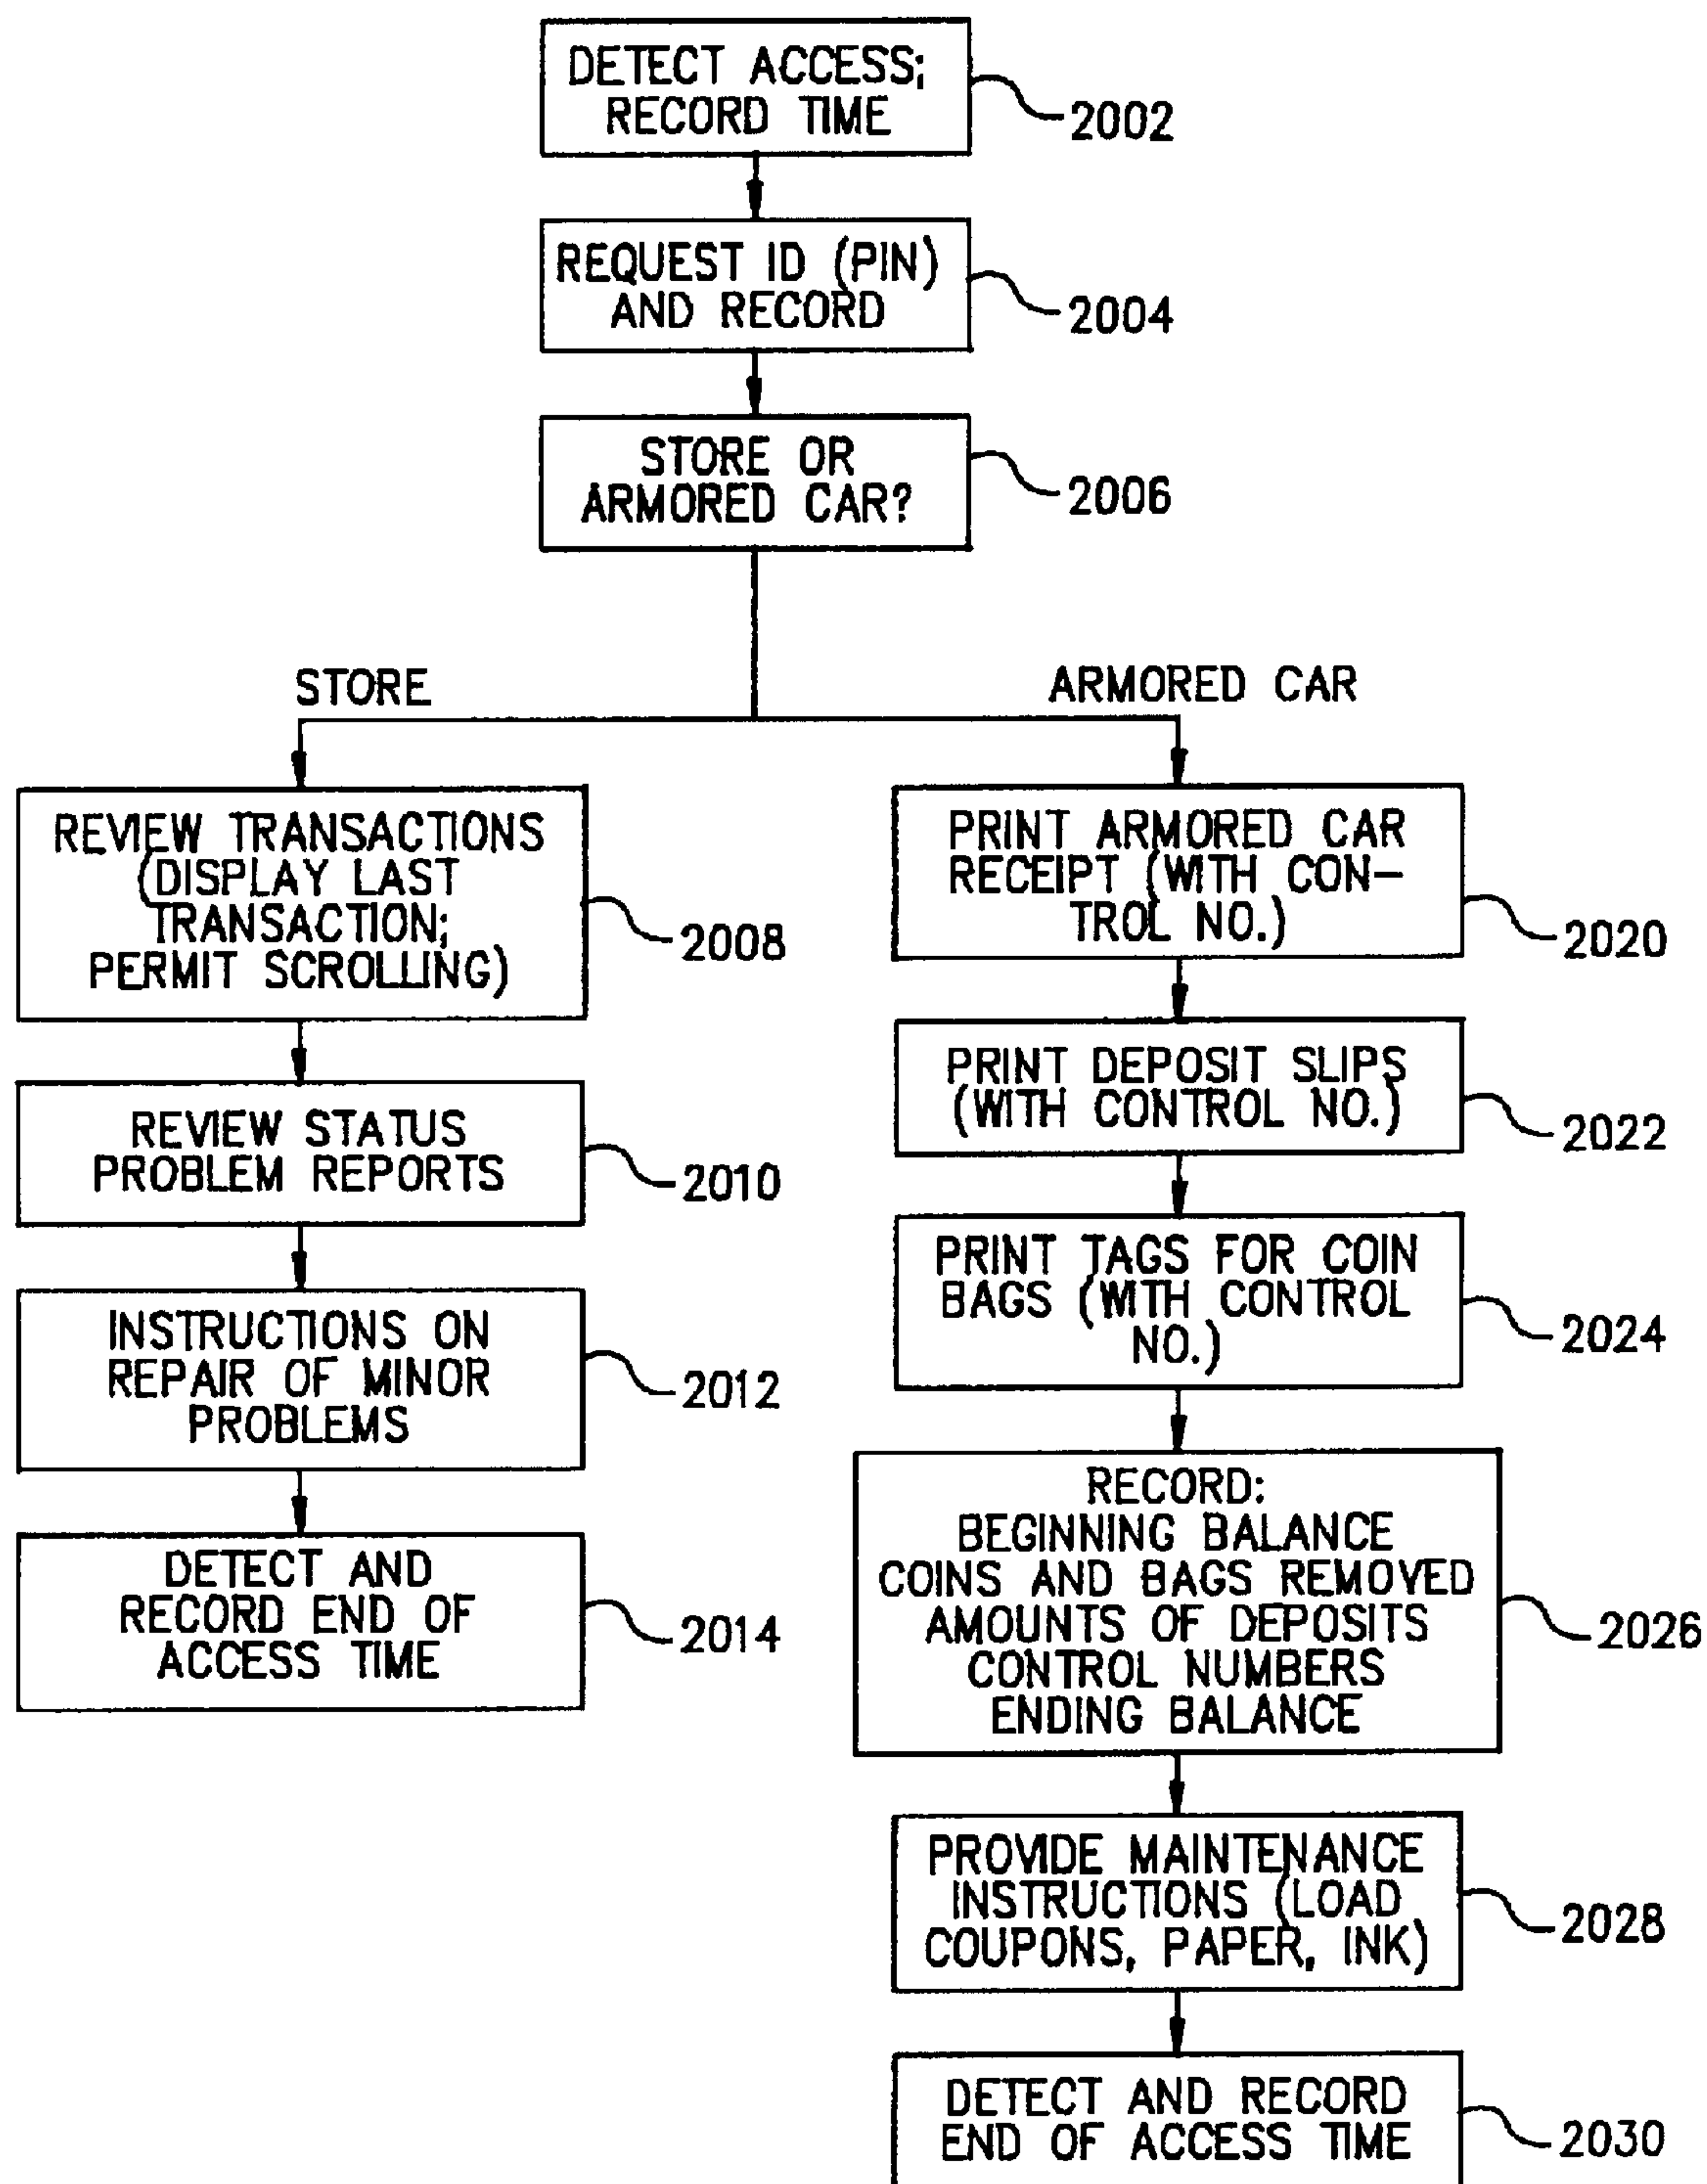 DETECT ACCESS;
RECORD TIME
2002
REQUEST ID (PIN)
AND RECORD
2004
STORE OR
ARMORED CAR?
2006
STORE
ARMORED CAR
REVIEW TRANSACTIONS
(DISPLAY LAST
TRANSACTION;
PERMIT SCROLLING)
2008
REVIEW STATUS
PROBLEM REPORTS
2010
INSTRUCTIONS ON
REPAIR OF MINOR
PROBLEMS
2012
DETECT AND
RECORD END OF
ACCESS TIME
2014
PRINT ARMORED CAR
RECEIPT (WITH CON-
TROL NO.)
2020
PRINT DEPOSIT SLIPS
(WITH CONTROL NO.)
2022
PRINT TAGS FOR COIN
BAGS (WITH CONTROL
NO.)
2024
RECORD:
BEGINNING BALANCE
COINS AND BAGS REMOVED
AMOUNTS OF DEPOSITS
CONTROL NUMBERS
ENDING BALANCE
2026
PROVIDE MAINTENANCE
INSTRUCTIONS (LOAD
COUPONS, PAPER, INK)
2028
DETECT AND RECORD
END OF ACCESS TIME
2030